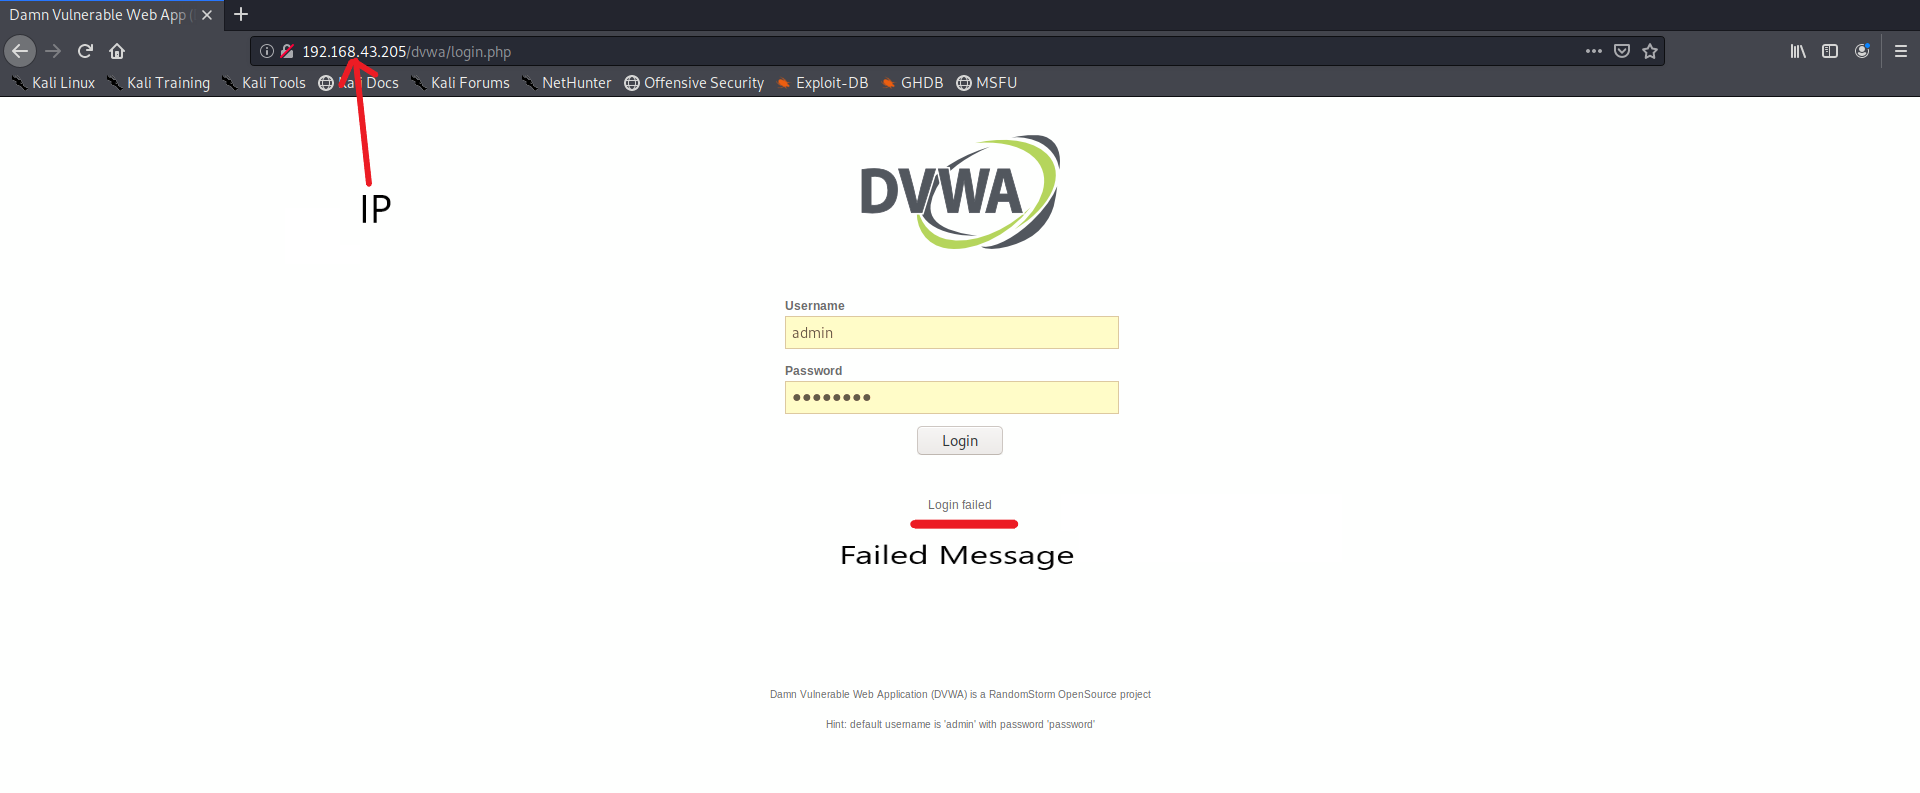 Damn Vulnerable Web App (
192.168.43.205/dvwa/login.php
Kali Linux Kali Training Kali Tools Kali Docs Kali Forums NetHunter Offensive Security Exploit-DB GHDB MSFU
IP
DVWA
Username
admin
Password
Login
Login failed
Failed Message
Damn Vulnerable Web Application (DVWA) is a RandomStorm OpenSource project
Hint: default username is 'admin' with password 'password'